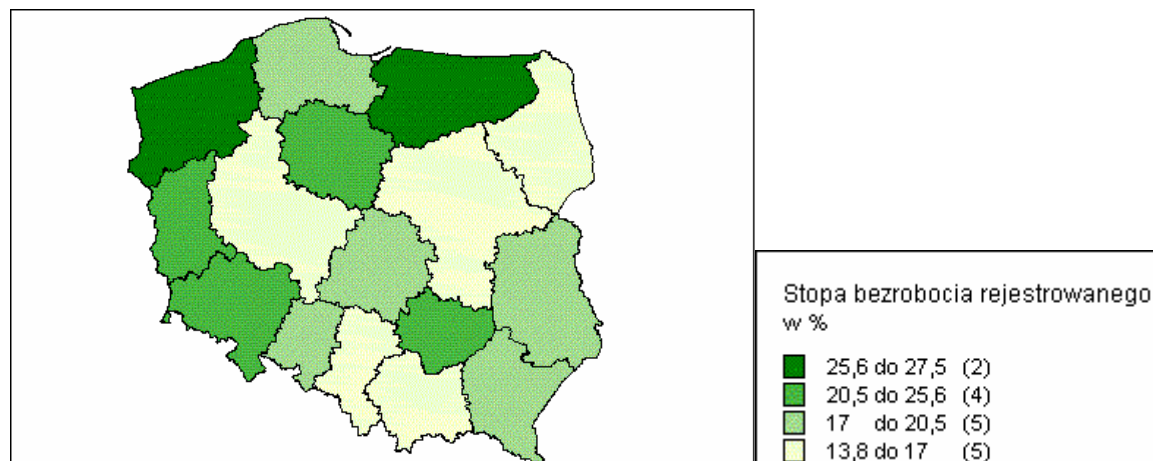 Stopa bezrobocia rejestrowanego
w %
25,6 do 27,5 (2)
20,5 do 25,6 (4)
17 do 20,5 (5)
13,8 do 17 (5)